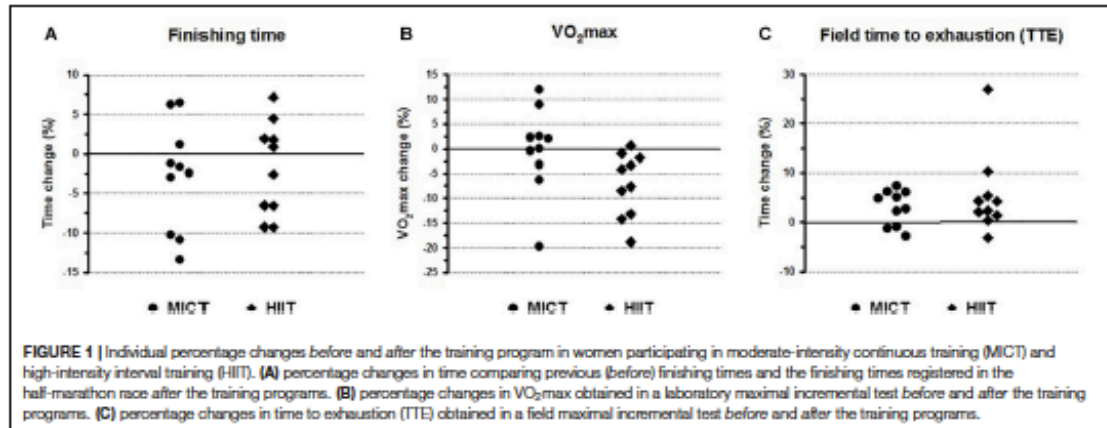 A Finishing time
B VO₂max
C Field time to exhaustion (TTE)
Time change (%)
10
5
0
-5
-10
-15
VO₂max change (%)
15
10
5
0
-5
-10
-15
-20
-25
Time change (%)
30
20
10
0
-10
● MICT ◆ HIIT
● MICT ◆ HIIT
● MICT ◆ HIIT
FIGURE 1 | Individual percentage changes before and after the training program in women participating in moderate-intensity continuous training (MICT) and
high-intensity interval training (HIIT). (A) percentage changes in time comparing previous (before) finishing times and the finishing times registered in the
half-marathon race after the training programs. (B) percentage changes in VO₂max obtained in a laboratory maximal incremental test before and after the training
programs. (C) percentage changes in time to exhaustion (TTE) obtained in a field maximal incremental test before and after the training programs.